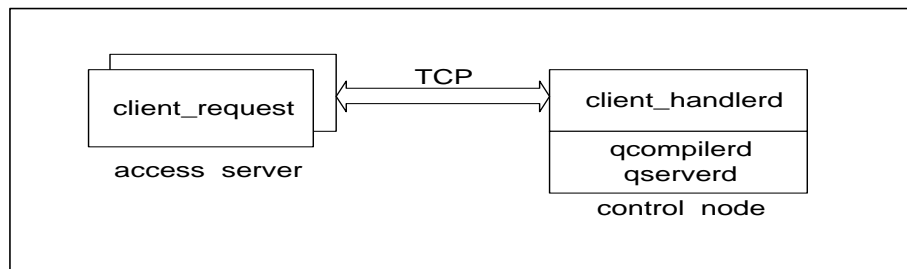 TCP
client_request
client_handlerd
qcompilerd
qserverd
access server
control node